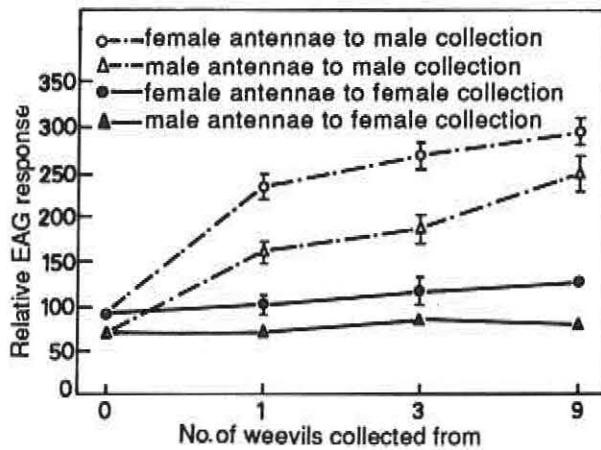 female antennae to male collection
male antennae to male collection
female antennae to female collection
male antennae to female collection
Relative EAG response
350
300
250
200
150
100
50
0
0 1 3 9
No. of weevils collected from